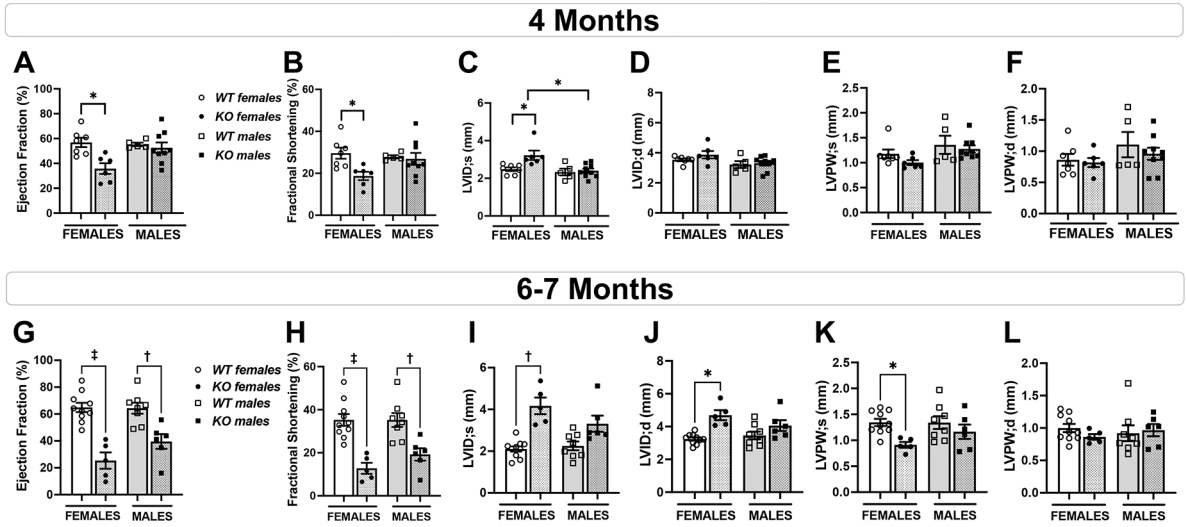 4 Months
A
Ejection Fraction (%)
100
80
60
40
20
0
*
FEMALES MALES
WT females
KO females
WT males
KO males
B
Fractional Shortening (%)
60
40
20
0
*
FEMALES MALES
C
LVID;s (mm)
6
4
2
0
*
*
FEMALES MALES
D
LVID;d (mm)
8
6
4
2
0
FEMALES MALES
E
LVPW;s (mm)
2.5
2.0
1.5
1.0
0.5
0.0
FEMALES MALES
F
LVPW;d (mm)
2.0
1.5
1.0
0.5
0.0
FEMALES MALES
6-7 Months
G
Ejection Fraction (%)
100
80
60
40
20
0
‡
†
FEMALES MALES
WT females
KO females
WT males
KO males
H
Fractional Shortening (%)
60
40
20
0
‡
†
FEMALES MALES
I
LVID;s (mm)
6
4
2
0
†
FEMALES MALES
J
LVID;d (mm)
8
6
4
2
0
*
FEMALES MALES
K
LVPW;s (mm)
2.5
2.0
1.5
1.0
0.5
0.0
*
FEMALES MALES
L
LVPW;d (mm)
2.0
1.5
1.0
0.5
0.0
FEMALES MALES